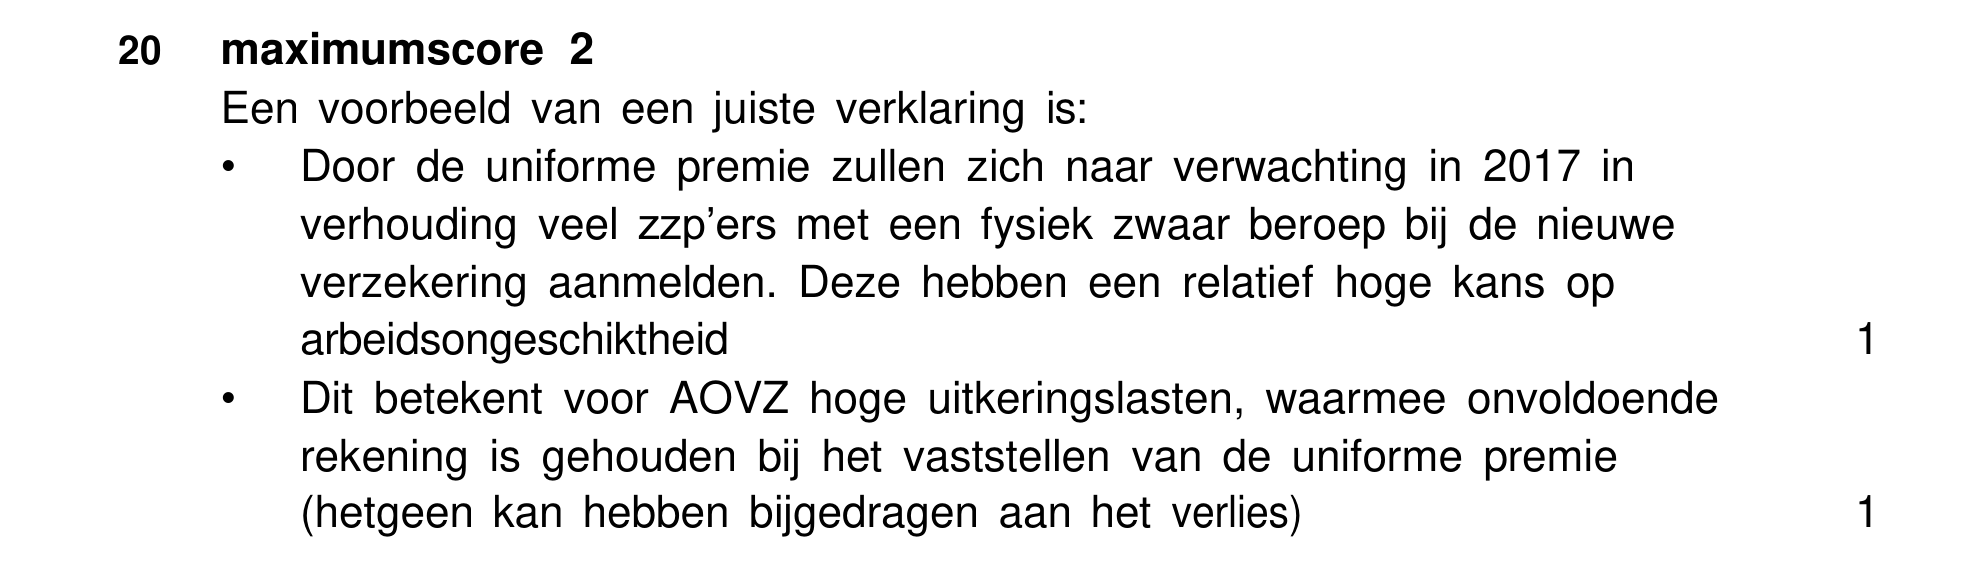 20 maximumscore 2
Een voorbeeld van een juiste verklaring is:
• Door de uniforme premie zullen zich naar verwachting in 2017 in
verhouding veel zzp’ers met een fysiek zwaar beroep bij de nieuwe
verzekering aanmelden. Deze hebben een relatief hoge kans op
arbeidsongeschiktheid 1
• Dit betekent voor AOVZ hoge uitkeringslasten, waarmee onvoldoende
rekening is gehouden bij het vaststellen van de uniforme premie
(hetgeen kan hebben bijgedragen aan het verlies) 1